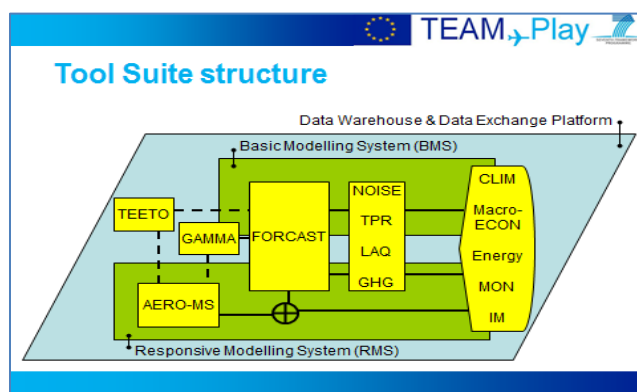 TEAM Play
Tool Suite structure
Data Warehouse & Data Exchange Platform
Basic Modelling System (BMS)
TEETO
GAMMA
FORCAST
NOISE
TPR
LAQ
GHG
CLIM
Macro-
ECON
Energy
MON
IM
AERO-MS
Responsive Modelling System (RMS)